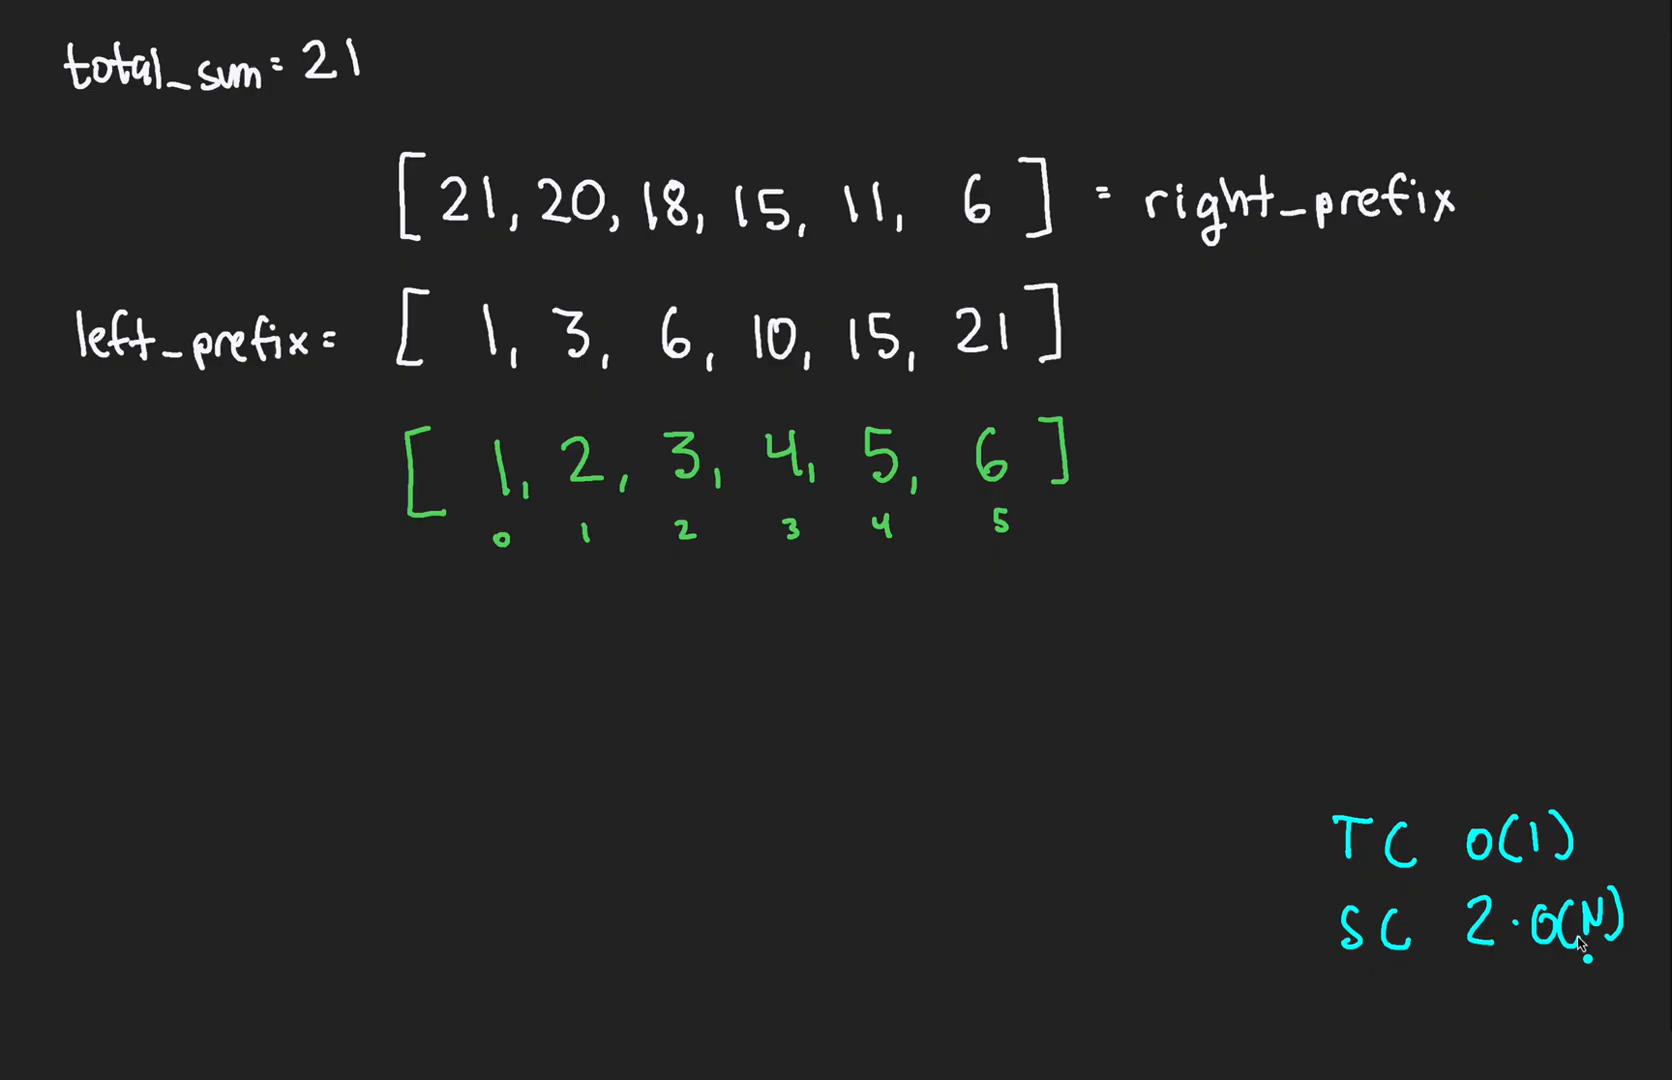 total_sum = 21
[ 21, 20, 18, 15, 11, 6 ] = right_prefix
left_prefix = [ 1, 3, 6, 10, 15, 21 ]
[ 1, 2, 3, 4, 5, 6 ]
0 1 2 3 4 5
TC O(1)
SC 2·O(N)